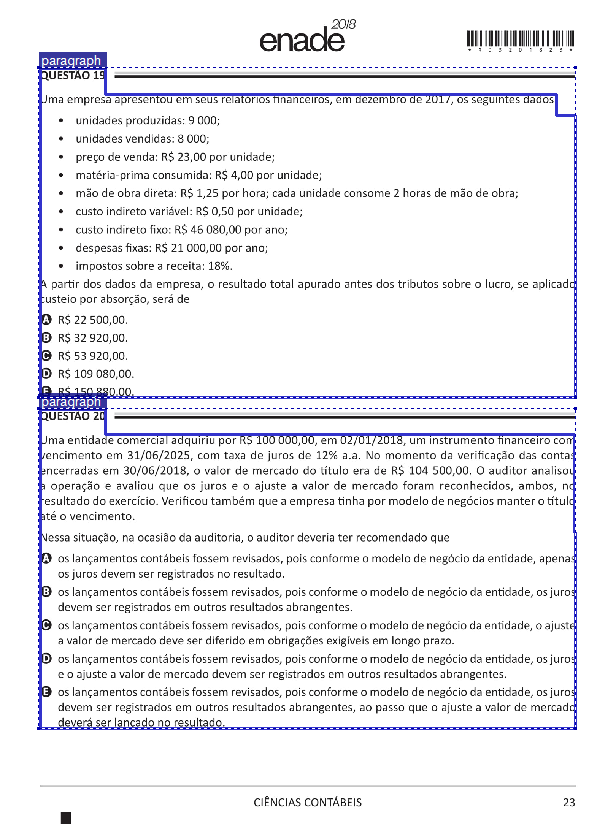 enade 2018
*R0520182323*
paragraph
QUESTÃO 19
Uma empresa apresentou em seus relatórios financeiros, em dezembro de 2017, os seguintes dados
• unidades produzidas: 9 000;
• unidades vendidas: 8 000;
• preço de venda: R$ 23,00 por unidade;
• matéria-prima consumida: R$ 4,00 por unidade;
• mão de obra direta: R$ 1,25 por hora; cada unidade consome 2 horas de mão de obra;
• custo indireto variável: R$ 0,50 por unidade;
• custo indireto fixo: R$ 46 080,00 por ano;
• despesas fixas: R$ 21 000,00 por ano;
• impostos sobre a receita: 18%.
A partir dos dados da empresa, o resultado total apurado antes dos tributos sobre o lucro, se aplicado
custeio por absorção, será de
A R$ 22 500,00.
B R$ 32 920,00.
C R$ 53 920,00.
D R$ 109 080,00.
E R$ 150 880,00.
paragraph
QUESTÃO 20
Uma entidade comercial adquiriu por R$ 100 000,00, em 02/01/2018, um instrumento financeiro com
vencimento em 31/06/2025, com taxa de juros de 12% a.a. No momento da verificação das contas
encerradas em 30/06/2018, o valor de mercado do título era de R$ 104 500,00. O auditor analisou
a operação e avaliou que os juros e o ajuste a valor de mercado foram reconhecidos, ambos, no
resultado do exercício. Verificou também que a empresa tinha por modelo de negócios manter o título
até o vencimento.
Nessa situação, na ocasião da auditoria, o auditor deveria ter recomendado que
A os lançamentos contábeis fossem revisados, pois conforme o modelo de negócio da entidade, apenas
os juros devem ser registrados no resultado.
B os lançamentos contábeis fossem revisados, pois conforme o modelo de negócio da entidade, os juros
devem ser registrados em outros resultados abrangentes.
C os lançamentos contábeis fossem revisados, pois conforme o modelo de negócio da entidade, o ajuste
a valor de mercado deve ser diferido em obrigações exigíveis em longo prazo.
D os lançamentos contábeis fossem revisados, pois conforme o modelo de negócio da entidade, os juros
e o ajuste a valor de mercado devem ser registrados em outros resultados abrangentes.
E os lançamentos contábeis fossem revisados, pois conforme o modelo de negócio da entidade, os juros
devem ser registrados em outros resultados abrangentes, ao passo que o ajuste a valor de mercado
deverá ser lançado no resultado.
CIÊNCIAS CONTÁBEIS 23